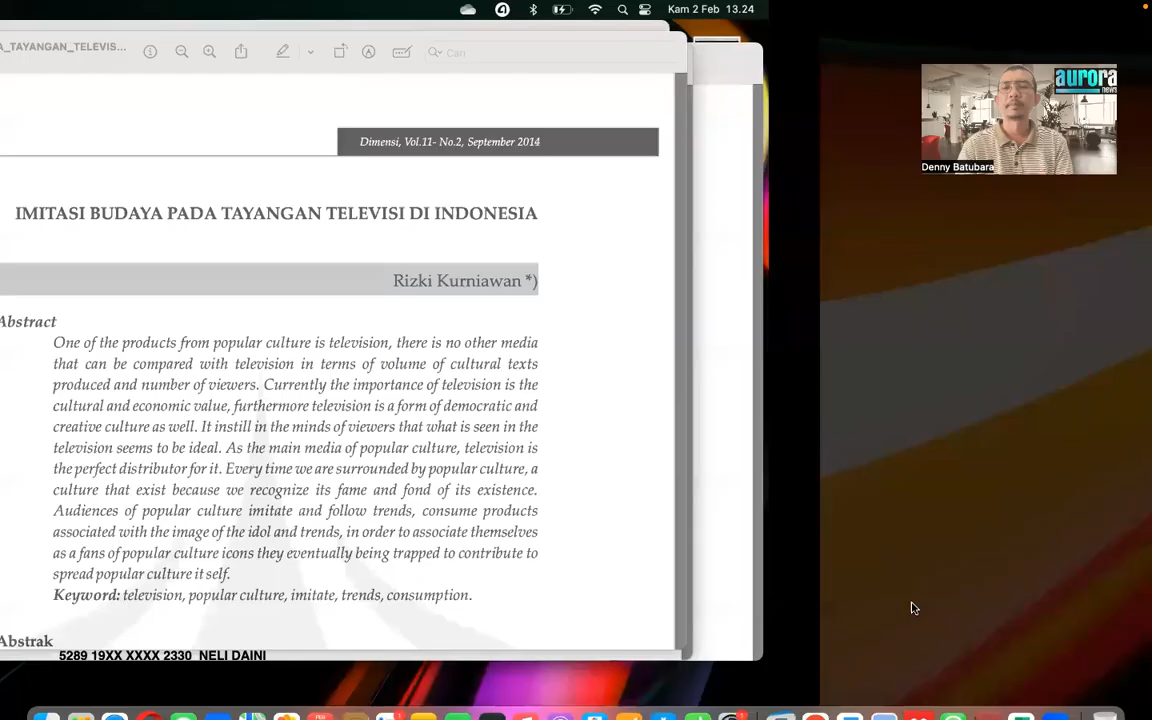 Kam 2 Feb 13.24
A_TAYANGAN_TELEVIS...
Cari
aurora
news
Denny Batubara
Dimensi, Vol.11- No.2, September 2014
IMITASI BUDAYA PADA TAYANGAN TELEVISI DI INDONESIA
Rizki Kurniawan *)
Abstract
One of the products from popular culture is television, there is no other media
that can be compared with television in terms of volume of cultural texts
produced and number of viewers. Currently the importance of television is the
cultural and economic value, furthermore television is a form of democratic and
creative culture as well. It instill in the minds of viewers that what is seen in the
television seems to be ideal. As the main media of popular culture, television is
the perfect distributor for it. Every time we are surrounded by popular culture, a
culture that exist because we recognize its fame and fond of its existence.
Audiences of popular culture imitate and follow trends, consume products
associated with the image of the idol and trends, in order to associate themselves
as a fans of popular culture icons they eventually being trapped to contribute to
spread popular culture it self.
Keyword: television, popular culture, imitate, trends, consumption.
Abstrak
5289 19XX XXXX 2330 NELI DAINI